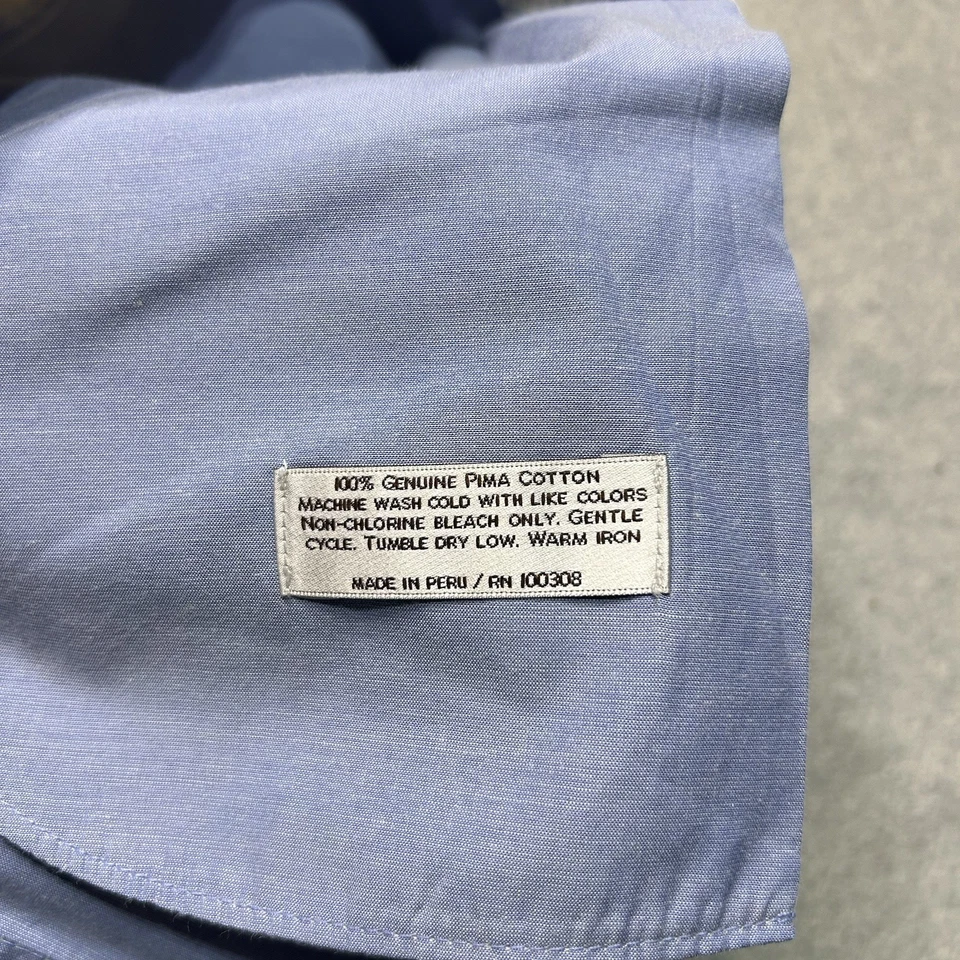 100% Genuine Pima Cotton
Machine wash cold with like colors
Non-chlorine bleach only. Gentle
cycle. Tumble dry low. Warm iron
made in Peru / RN 100308